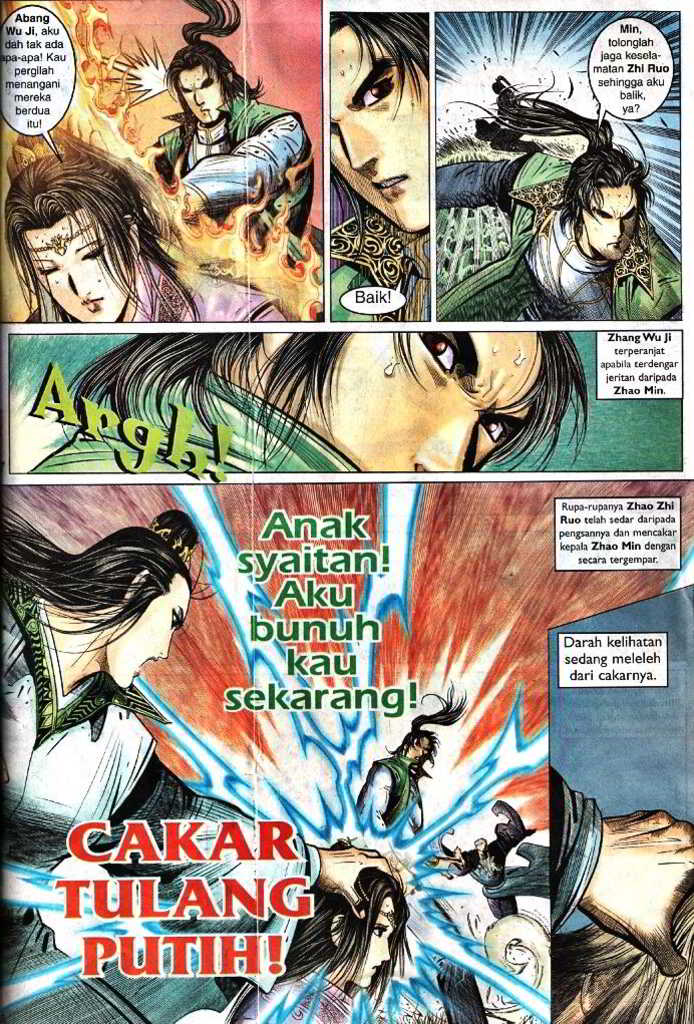 Abang
Wu Ji, aku
dah tak ada
apa-apa! Kau
pergilah
menangani
mereka
berdua
itu!
Baik!
Min,
tolonglah
jaga kesela-
matan Zhi Ruo
sehingga aku
balik,
ya?
Zhang Wu Ji
terperanjat
apabila terdengar
jeritan daripada
Zhao Min.
Argh!
Rupa-rupanya Zhao Zhi
Ruo telah sedar daripada
pengsannya dan mencakar
kepala Zhao Min dengan
secara tergempar.
Anak
syaitan!
Aku
bunuh
kau
sekarang!
Darah kelihatan
sedang meleleh
dari cakarnya.
CAKAR
TULANG
PUTIH!